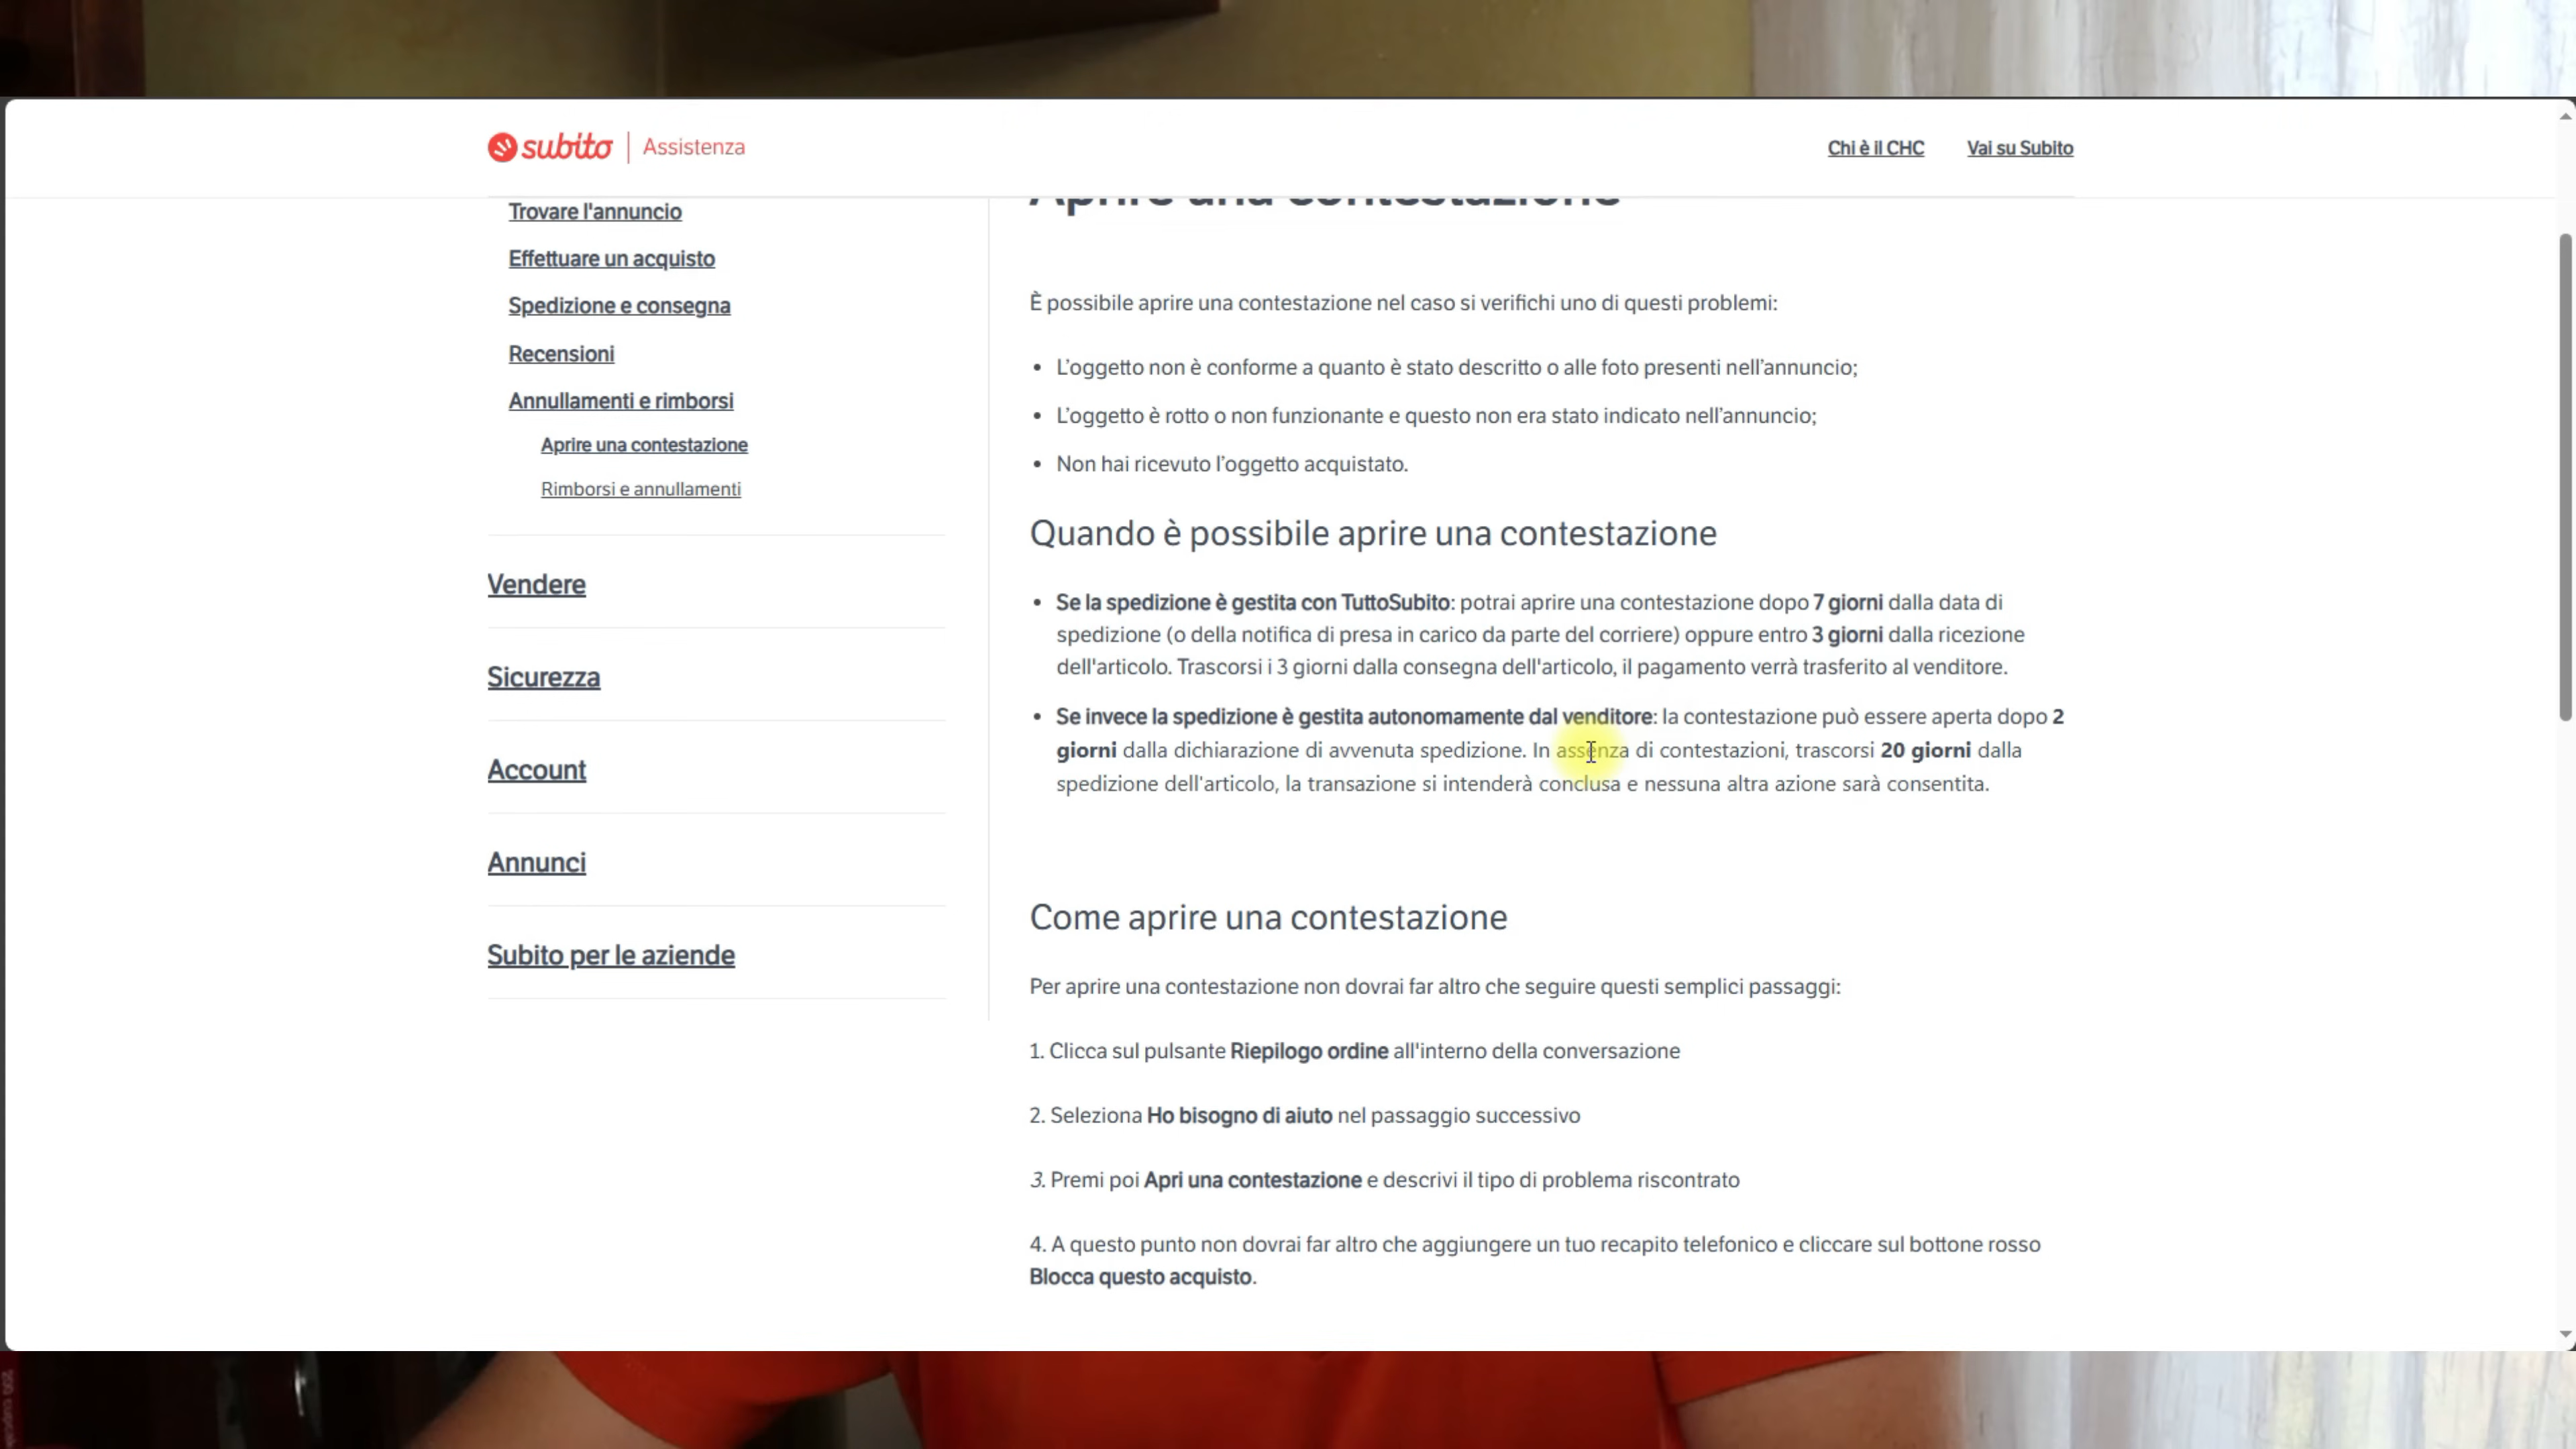 subito | Assistenza
Chi è il CHC
Vai su Subito
Trovare l'annuncio
Effettuare un acquisto
Spedizione e consegna
Recensioni
Annullamenti e rimborsi
Aprire una contestazione
Rimborsi e annullamenti
Vendere
Sicurezza
Account
Annunci
Subito per le aziende
Aprire una contestazione
È possibile aprire una contestazione nel caso si verifichi uno di questi problemi:
• L'oggetto non è conforme a quanto è stato descritto o alle foto presenti nell'annuncio;
• L'oggetto è rotto o non funzionante e questo non era stato indicato nell'annuncio;
• Non hai ricevuto l'oggetto acquistato.
Quando è possibile aprire una contestazione
• Se la spedizione è gestita con TuttoSubito: potrai aprire una contestazione dopo 7 giorni dalla data di
spedizione (o della notifica di presa in carico da parte del corriere) oppure entro 3 giorni dalla ricezione
dell'articolo. Trascorsi i 3 giorni dalla consegna dell'articolo, il pagamento verrà trasferito al venditore.
• Se invece la spedizione è gestita autonomamente dal venditore: la contestazione può essere aperta dopo 2
giorni dalla dichiarazione di avvenuta spedizione. In assenza di contestazioni, trascorsi 20 giorni dalla
spedizione dell'articolo, la transazione si intenderà conclusa e nessuna altra azione sarà consentita.
Come aprire una contestazione
Per aprire una contestazione non dovrai far altro che seguire questi semplici passaggi:
1. Clicca sul pulsante Riepilogo ordine all'interno della conversazione
2. Seleziona Ho bisogno di aiuto nel passaggio successivo
3. Premi poi Apri una contestazione e descrivi il tipo di problema riscontrato
4. A questo punto non dovrai far altro che aggiungere un tuo recapito telefonico e cliccare sul bottone rosso
Blocca questo acquisto.